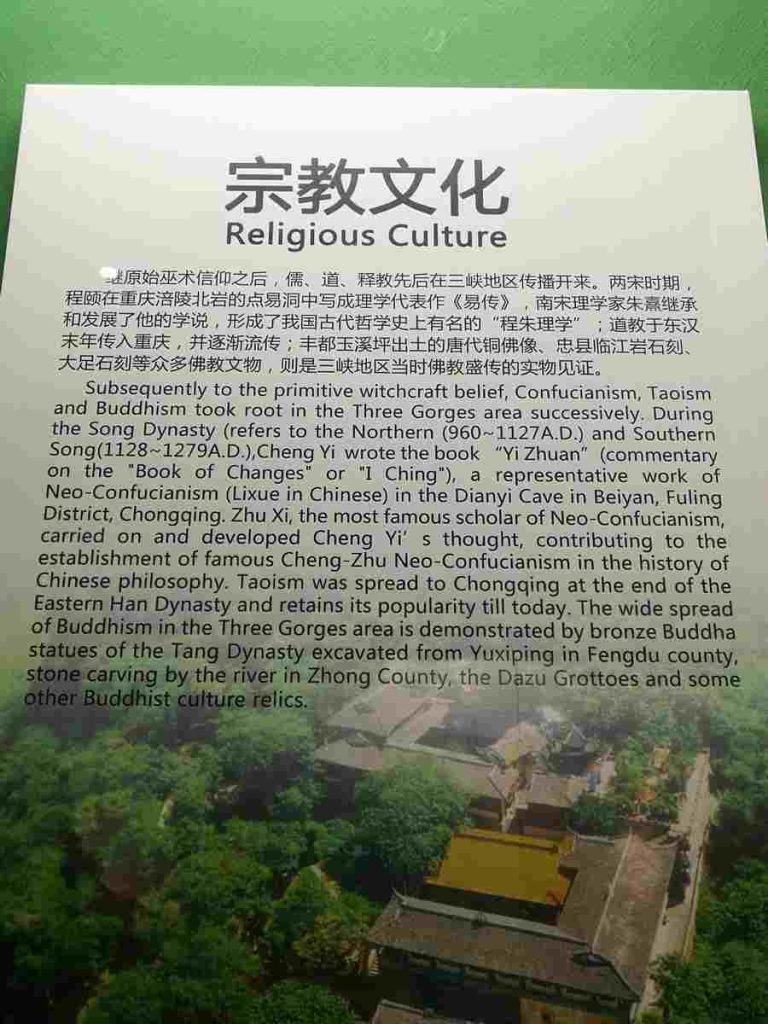 宗教文化
Religious Culture
继原始巫术信仰之后，儒、道、释教先后在三峡地区传播开来。两宋时期，
程颐在重庆涪陵北岩的点易洞中写成理学代表作《易传》，南宋理学家朱熹继承
和发展了他的学说，形成了我国古代哲学史上有名的“程朱理学”；道教于东汉
末年传入重庆，并逐渐流传；丰都玉溪坪出土的唐代铜佛像、忠县临江岩石刻、
大足石刻等众多佛教文物，则是三峡地区当时佛教盛传的实物见证。
Subsequently to the primitive witchcraft belief, Confucianism, Taoism
and Buddhism took root in the Three Gorges area successively. During
the Song Dynasty (refers to the Northern (960~1127A.D.) and Southern
Song(1128~1279A.D.),Cheng Yi wrote the book “Yi Zhuan” (commentary
on the "Book of Changes" or "I Ching"), a representative work of
Neo-Confucianism (Lixue in Chinese) in the Dianyi Cave in Beiyan, Fuling
District, Chongqing. Zhu Xi, the most famous scholar of Neo-Confucianism,
carried on and developed Cheng Yi’s thought, contributing to the
establishment of famous Cheng-Zhu Neo-Confucianism in the history of
Chinese philosophy. Taoism was spread to Chongqing at the end of the
Eastern Han Dynasty and retains its popularity till today. The wide spread
of Buddhism in the Three Gorges area is demonstrated by bronze Buddha
statues of the Tang Dynasty excavated from Yuxiping in Fengdu county,
stone carving by the river in Zhong County, the Dazu Grottoes and some
other Buddhist culture relics.